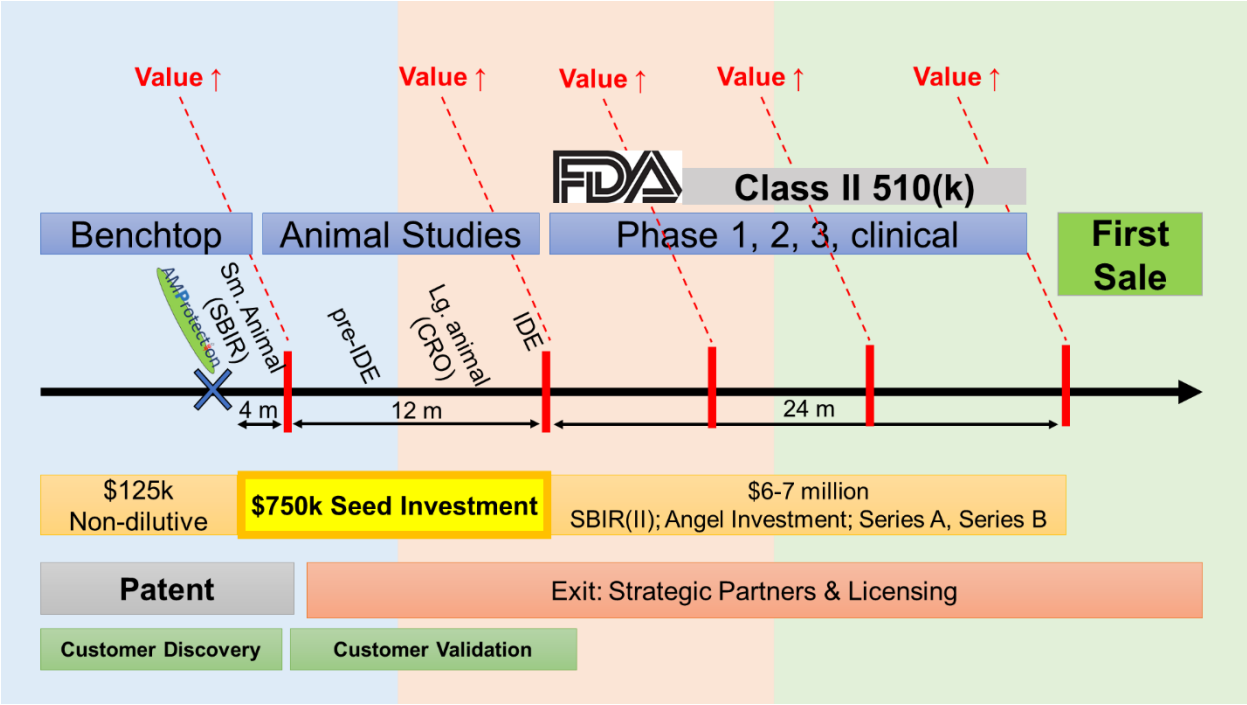 Value ↑
Value ↑
Value ↑
Value ↑
Value ↑
FDA
Class II 510(k)
Benchtop
Animal Studies
Phase 1, 2, 3, clinical
First
Sale
AMProtection
Sm. Animal
(SBIR)
pre-IDE
Lg. animal
(CRO)
IDE
4 m
12 m
24 m
$125k
Non-dilutive
$750k Seed Investment
$6-7 million
SBIR(II); Angel Investment; Series A, Series B
Patent
Exit: Strategic Partners & Licensing
Customer Discovery
Customer Validation